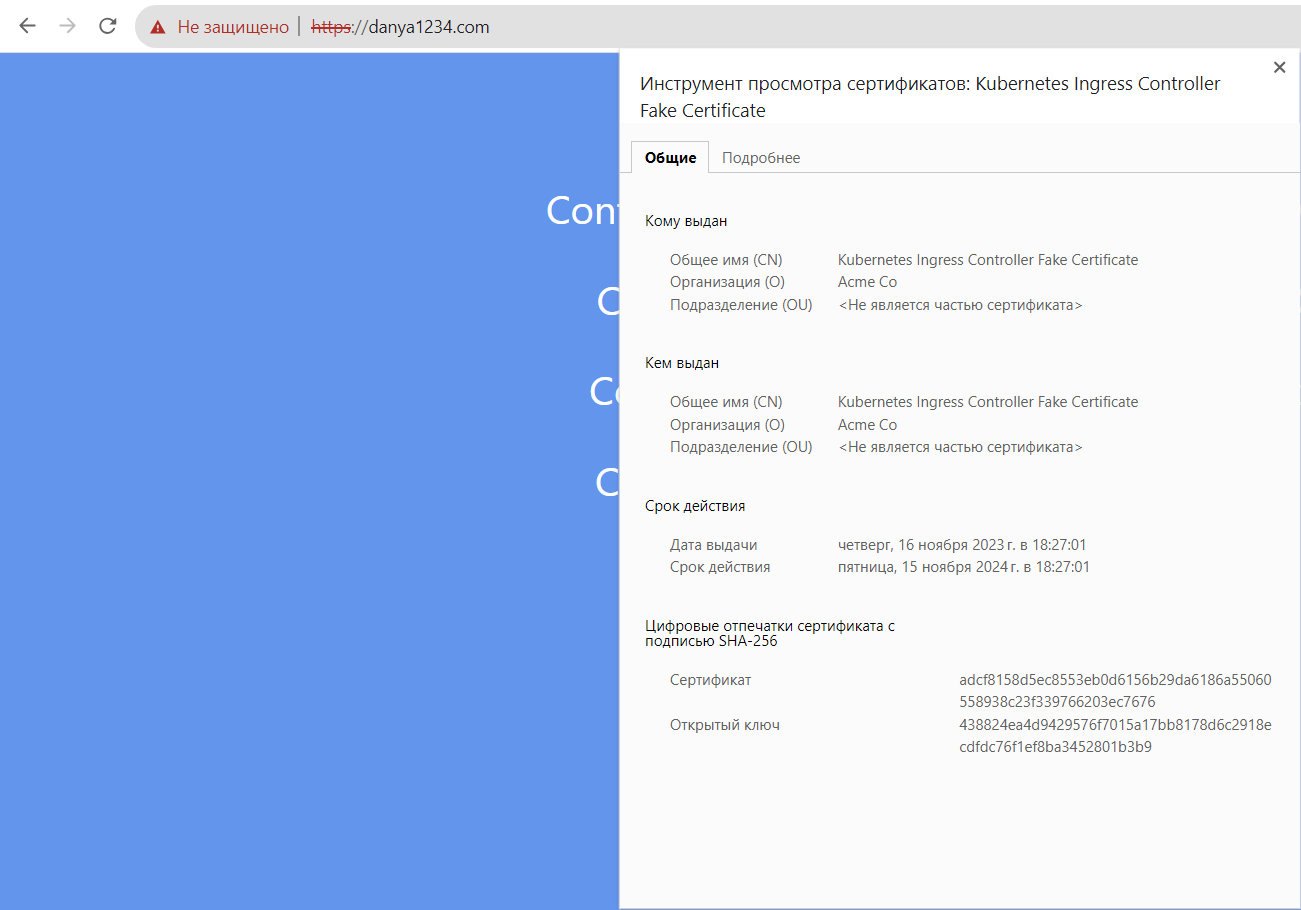 Не защищено | https://danya1234.com
Инструмент просмотра сертификатов: Kubernetes Ingress Controller
Fake Certificate
Общие Подробнее
Кому выдан
Общее имя (CN) Kubernetes Ingress Controller Fake Certificate
Организация (O) Acme Co
Подразделение (OU) <Не является частью сертификата>
Кем выдан
Общее имя (CN) Kubernetes Ingress Controller Fake Certificate
Организация (O) Acme Co
Подразделение (OU) <Не является частью сертификата>
Срок действия
Дата выдачи четверг, 16 ноября 2023 г. в 18:27:01
Срок действия пятница, 15 ноября 2024 г. в 18:27:01
Цифровые отпечатки сертификата с
подписью SHA-256
Сертификат adcf8158d5ec8553eb0d6156b29da6186a55060
558938c23f339766203ec7676
Открытый ключ 438824ea4d9429576f7015a17bb8178d6c2918e
cdfdc76f1ef8ba3452801b3b9